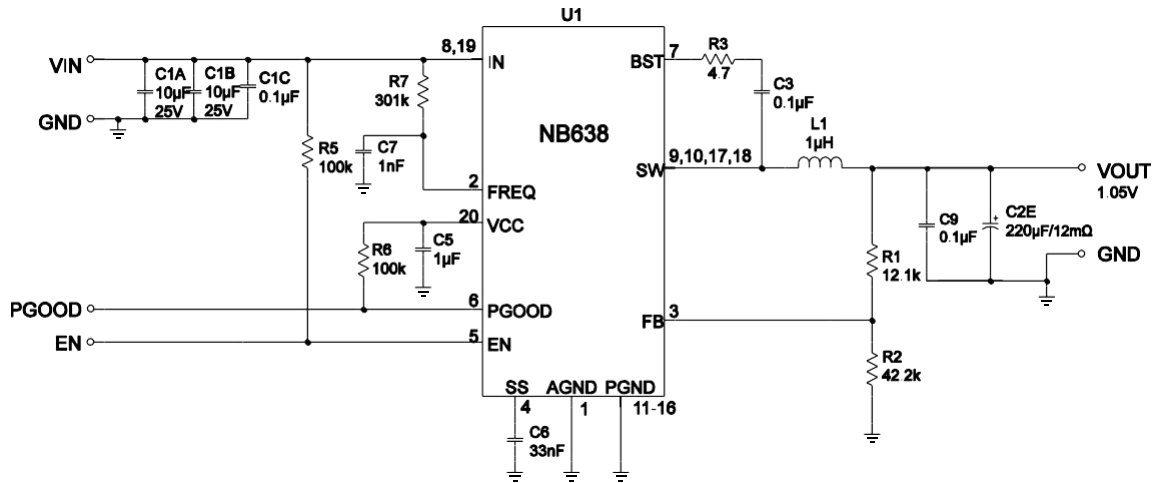 U1
NB638
VIN
GND
C1A
10µF
25V
C1B
10µF
25V
C1C
0.1µF
R7
301k
C7
1nF
R5
100k
R6
100k
C5
1µF
PGOOD
EN
8,19
IN
2
FREQ
20
VCC
6
PGOOD
5
EN
SS
4
AGND
1
PGND
11-16
C6
33nF
BST
7
R3
4.7
C3
0.1µF
SW
9,10,17,18
L1
1µH
FB
3
R1
12.1k
R2
42.2k
C9
0.1µF
+
C2E
220µF/12mΩ
VOUT
1.05V
GND